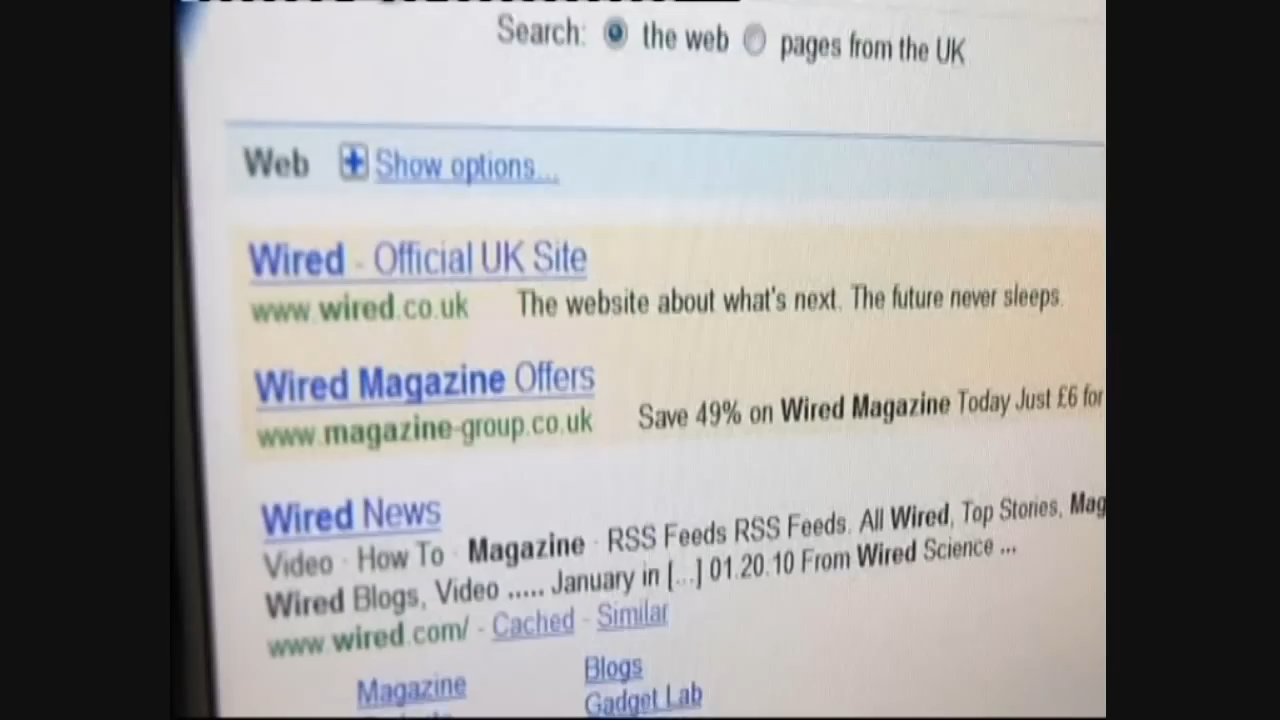 Search: the web pages from the UK
Web Show options...
Wired - Official UK Site
www.wired.co.uk The website about what's next. The future never sleeps.
Wired Magazine Offers
www.magazine-group.co.uk Save 49% on Wired Magazine Today Just £6 for
Wired News
Video - How To - Magazine - RSS Feeds RSS Feeds. All Wired, Top Stories, Mag
Wired Blogs, Video ..... January in [...] 01.20.10 From Wired Science ...
www.wired.com/ - Cached - Similar
Magazine Blogs
Gadget Lab